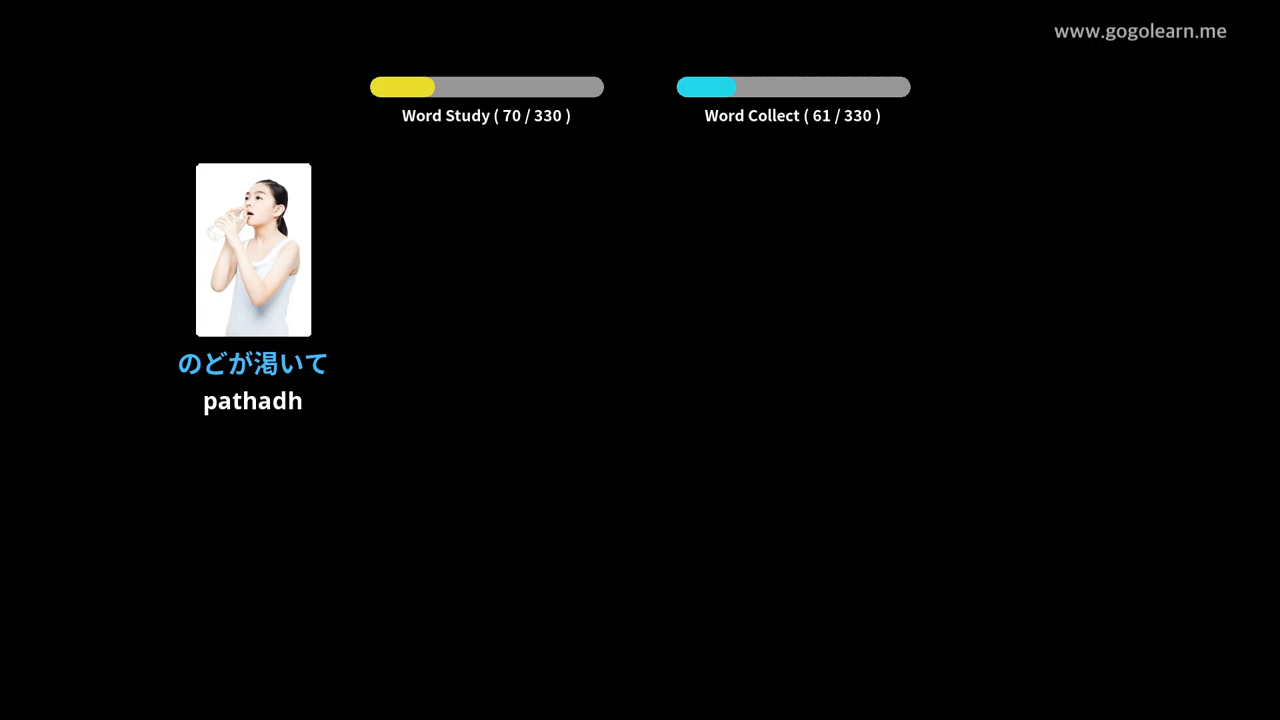 www.gogolearn.me
Word Study ( 70 / 330 )
Word Collect ( 61 / 330 )
のどが渇いて
pathadh